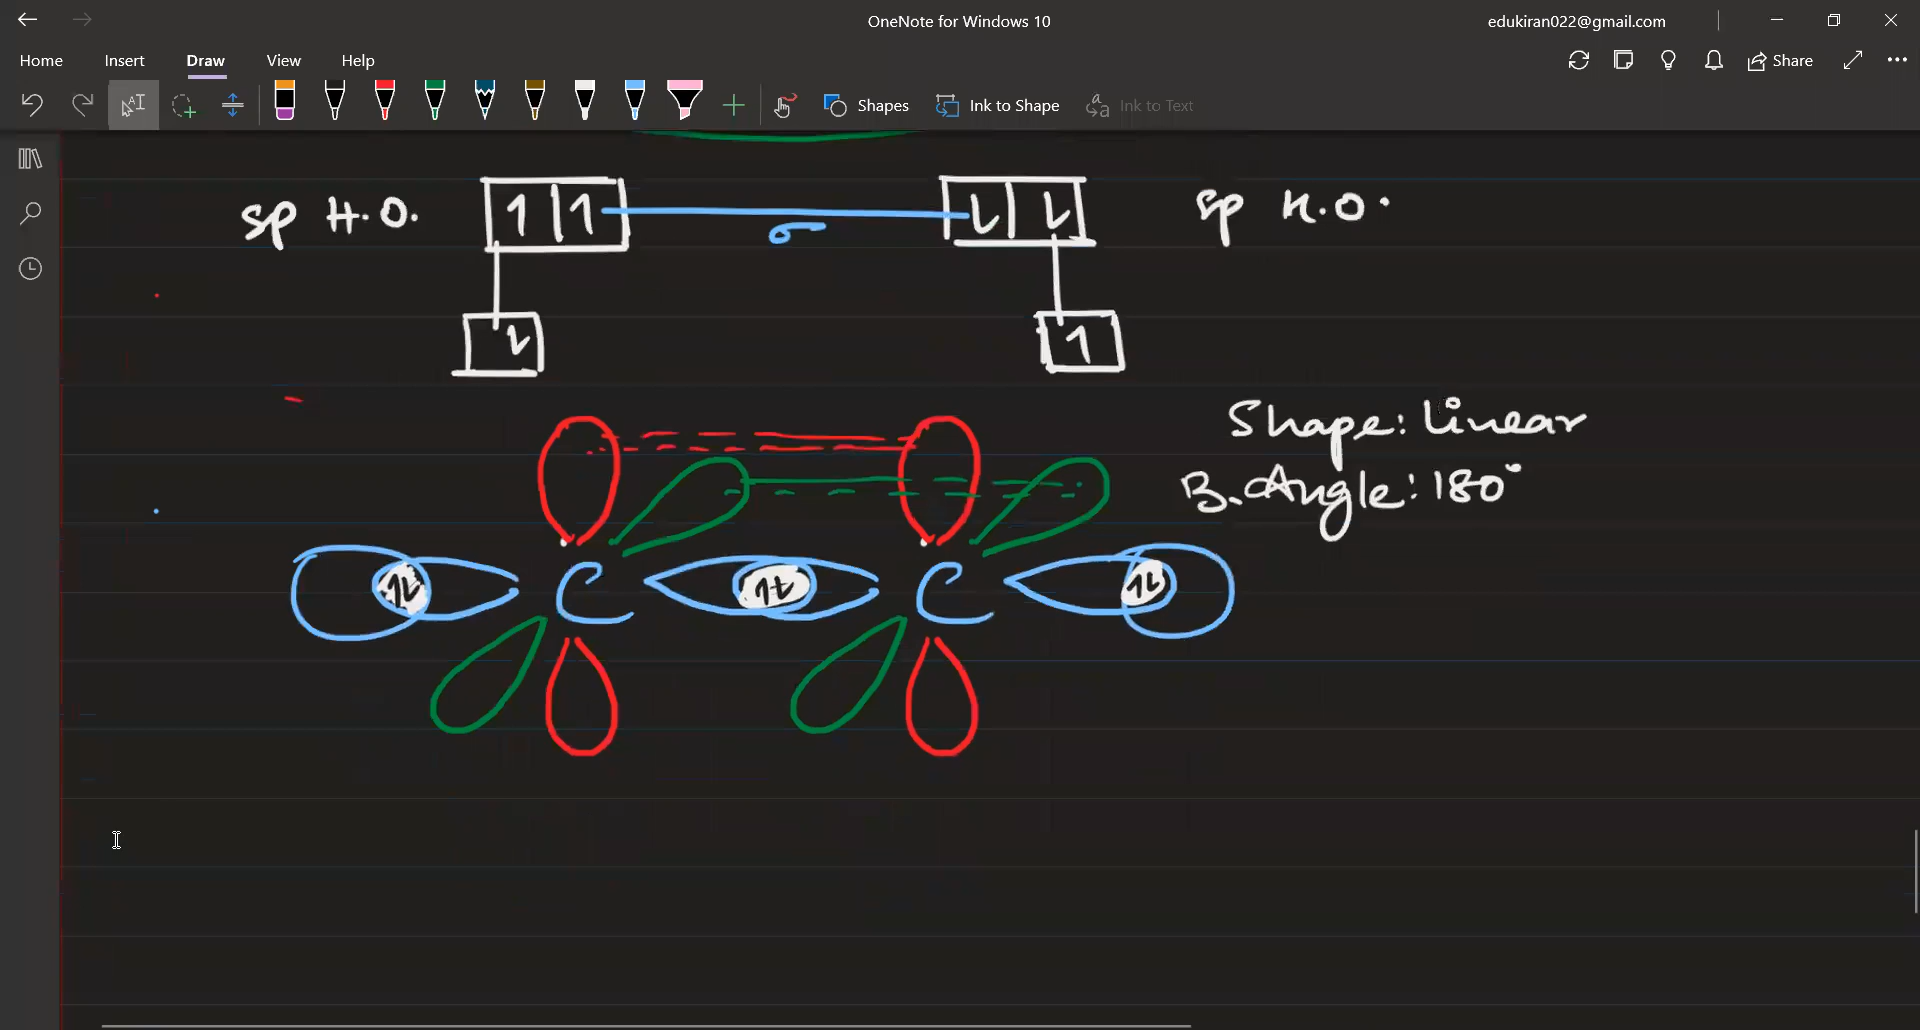 OneNote for Windows 10
edukiran022@gmail.com
Home Insert Draw View Help
Share
Shapes Ink to Shape Ink to Text
sp H.O. 1 1 σ sp H.O.
1
Shape: linear
B. Angle: 180°
C C